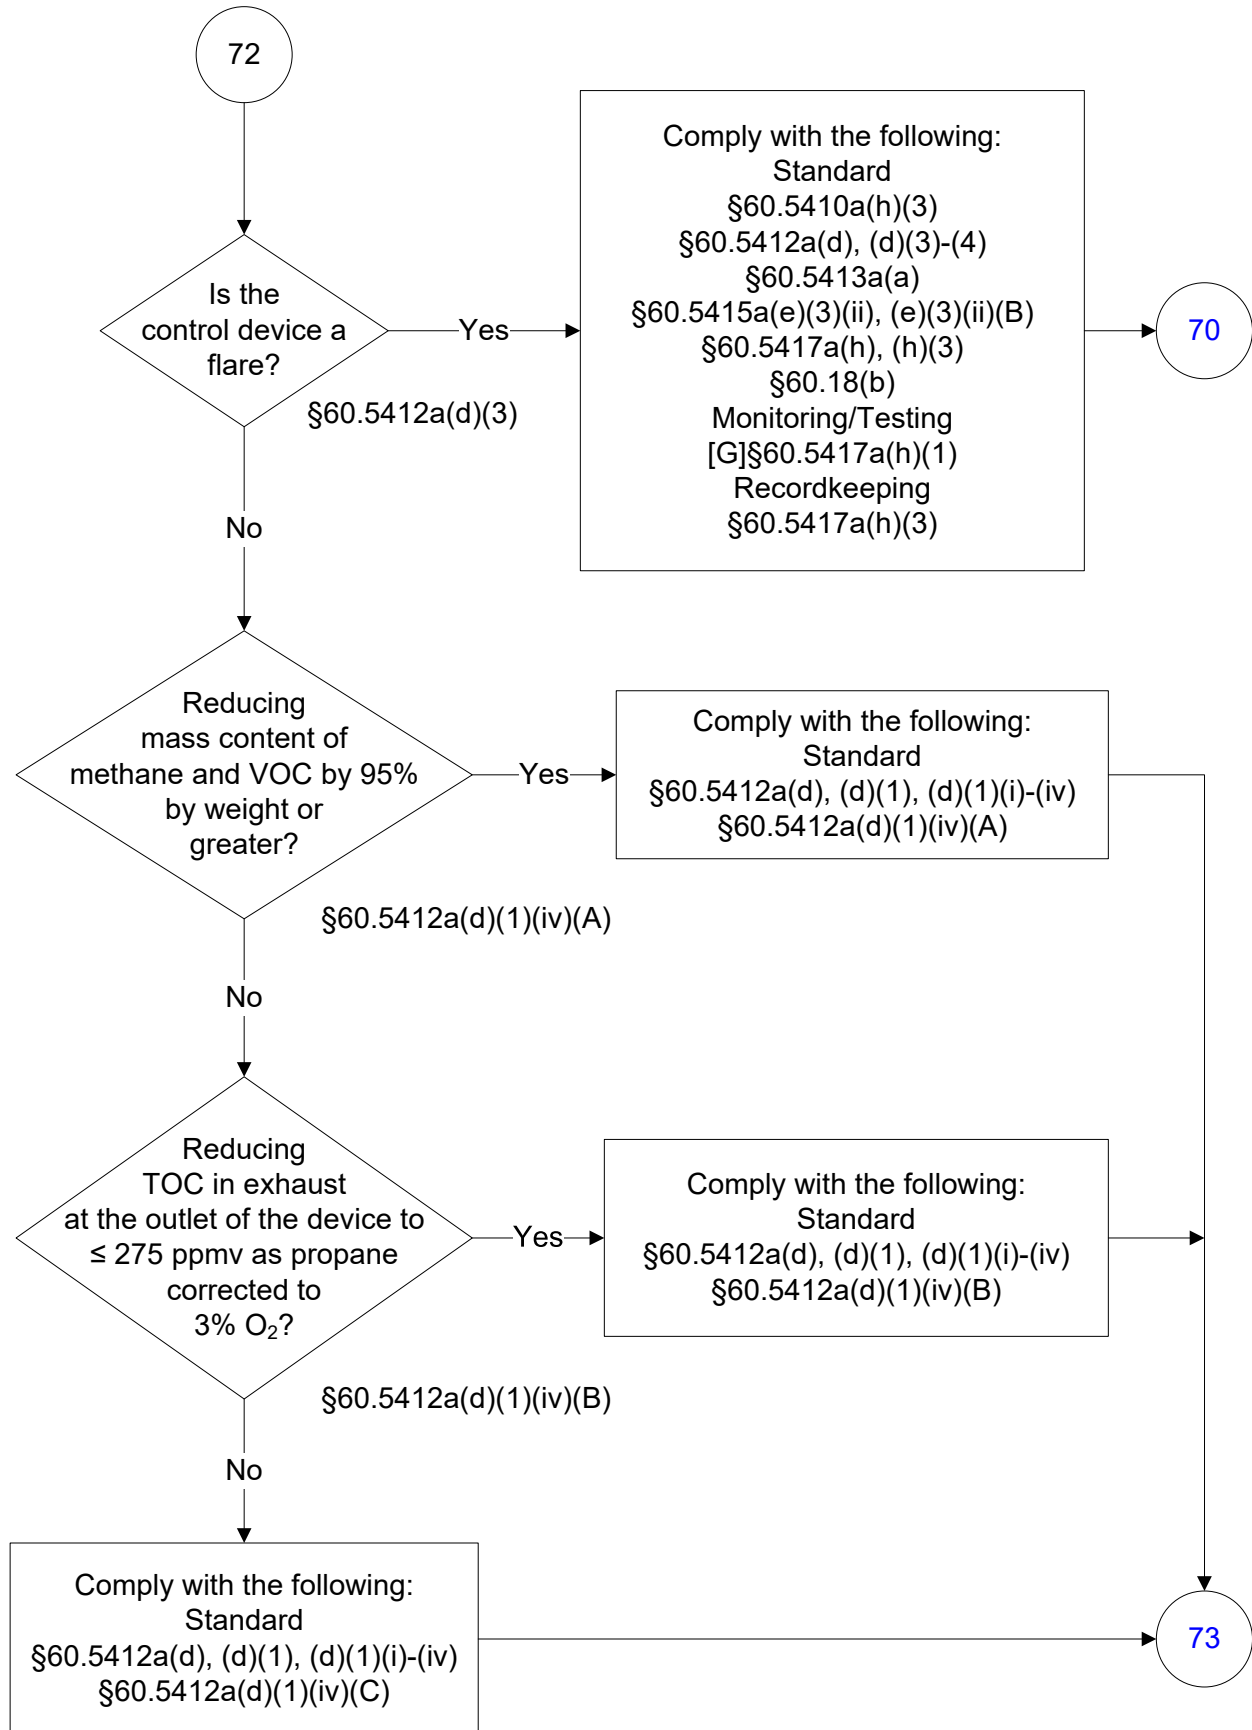 72
Comply with the following:
Standard
§60.5410a(h)(3)
§60.5412a(d), (d)(3)-(4)
§60.5413a(a)
§60.5415a(e)(3)(ii), (e)(3)(ii)(B)
§60.5417a(h), (h)(3)
§60.18(b)
Monitoring/Testing
[G]§60.5417a(h)(1)
Recordkeeping
§60.5417a(h)(3)
Is the
control device a
flare?
Yes
70
§60.5412a(d)(3)
No
Reducing
mass content of
methane and VOC by 95%
by weight or
greater?
Yes
Comply with the following:
Standard
§60.5412a(d), (d)(1), (d)(1)(i)-(iv)
§60.5412a(d)(1)(iv)(A)
§60.5412a(d)(1)(iv)(A)
No
Reducing
TOC in exhaust
at the outlet of the device to
≤ 275 ppmv as propane
corrected to
3% O₂?
Yes
Comply with the following:
Standard
§60.5412a(d), (d)(1), (d)(1)(i)-(iv)
§60.5412a(d)(1)(iv)(B)
§60.5412a(d)(1)(iv)(B)
No
Comply with the following:
Standard
§60.5412a(d), (d)(1), (d)(1)(i)-(iv)
§60.5412a(d)(1)(iv)(C)
73